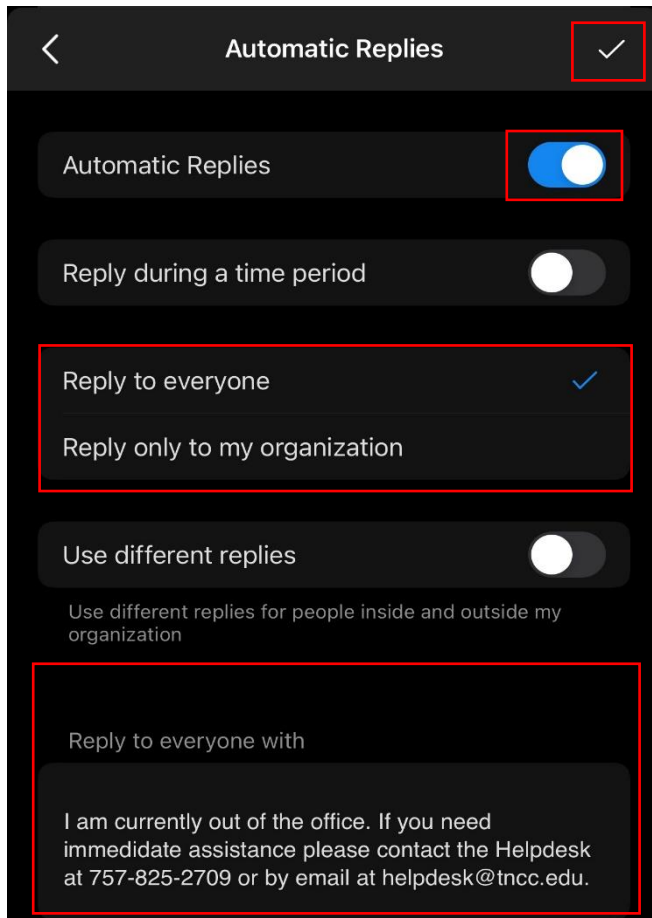 Automatic Replies
Automatic Replies
Reply during a time period
Reply to everyone
Reply only to my organization
Use different replies
Use different replies for people inside and outside my
organization
Reply to everyone with
I am currently out of the office. If you need
immedidate assistance please contact the Helpdesk
at 757-825-2709 or by email at helpdesk@tncc.edu.